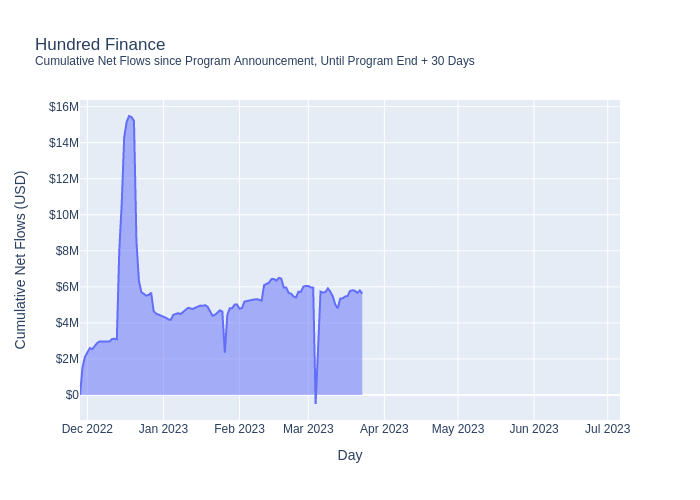 Hundred Finance
Cumulative Net Flows since Program Announcement, Until Program End + 30 Days
Cumulative Net Flows (USD)
$16M
$14M
$12M
$10M
$8M
$6M
$4M
$2M
$0
Dec 2022 Jan 2023 Feb 2023 Mar 2023 Apr 2023 May 2023 Jun 2023 Jul 2023
Day